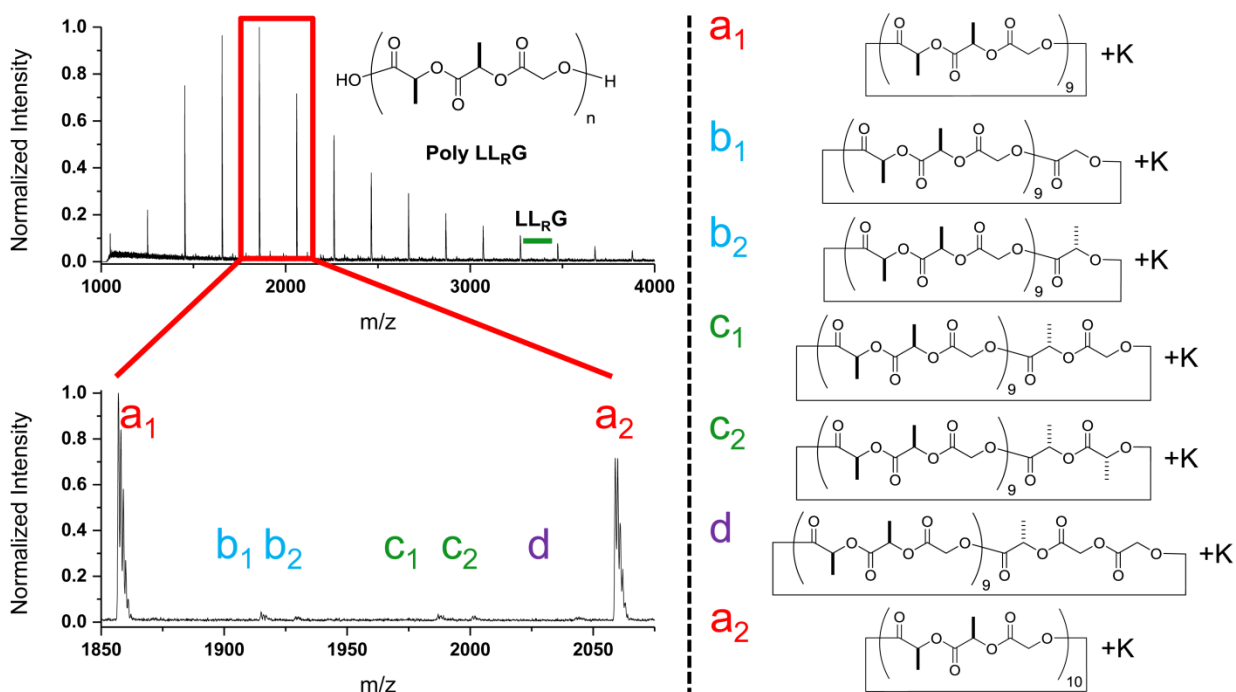 Normalized Intensity
1.0
0.8
0.6
0.4
0.2
0.0
1000
2000
3000
4000
m/z
O
O
O
HO
O
O
O
H
n
Poly LL_RG
LL_RG
Normalized Intensity
1.0
0.8
0.6
0.4
0.2
0.0
a₁
b₁ b₂
c₁ c₂
d
a₂
1850
1900
1950
2000
2050
m/z
a₁
O
O
O
O
O
O
9
+K
b₁
O
O
O
O
O
O
O
O
9
+K
b₂
O
O
O
O
O
O
O
O
9
+K
c₁
O
O
O
O
O
O
O
O
O
O
9
+K
c₂
O
O
O
O
O
O
O
O
O
O
9
+K
d
O
O
O
O
O
O
O
O
O
O
O
O
9
+K
a₂
O
O
O
O
O
O
10
+K